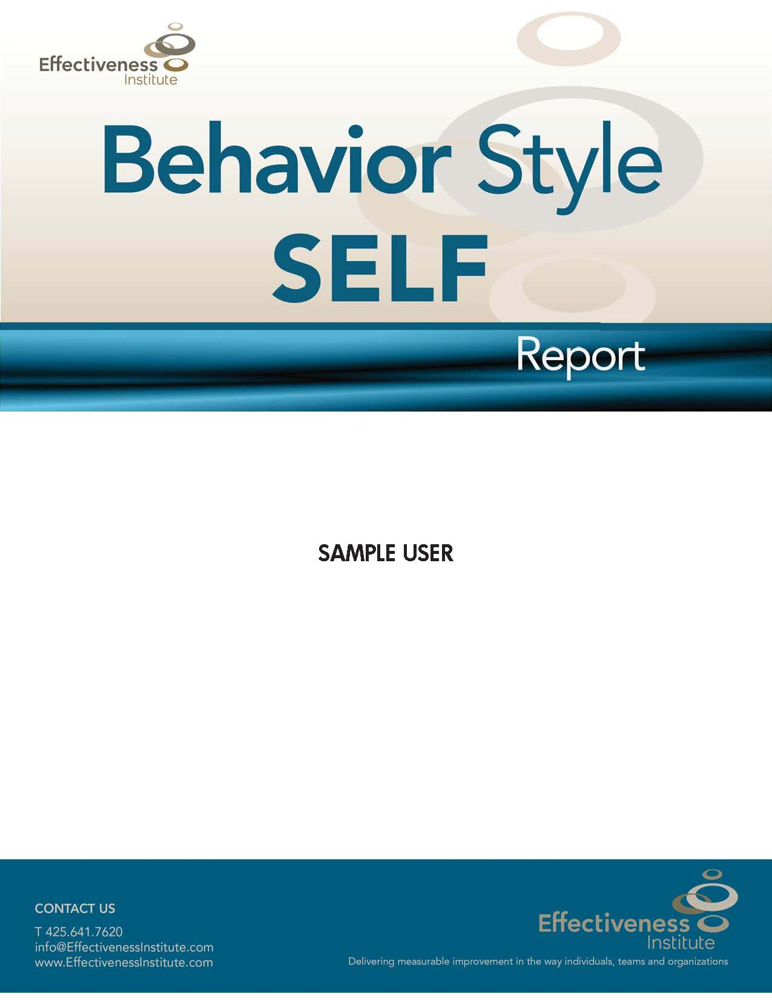 Effectiveness
Institute
Behavior Style
SELF
Report
SAMPLE USER
CONTACT US
T 425.641.7620
info@EffectivenessInstitute.com
www.EffectivenessInstitute.com
Effectiveness
Institute
Delivering measurable improvement in the way individuals, teams and organizations